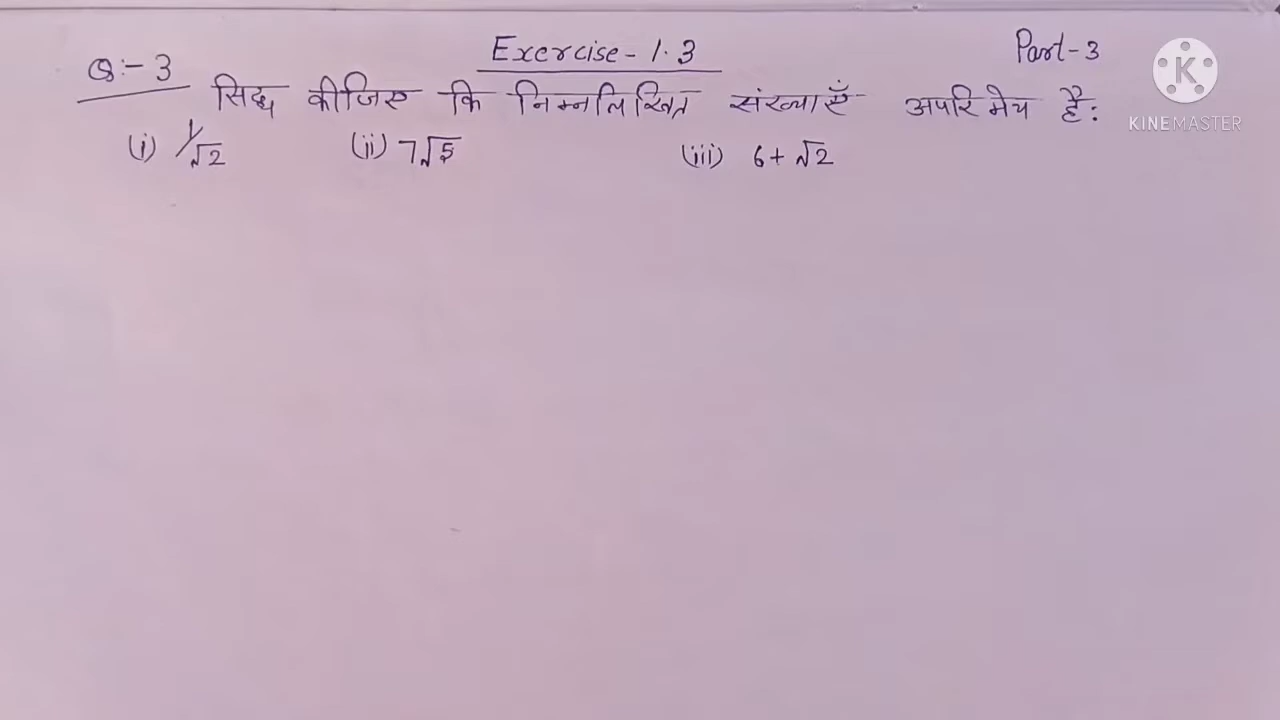 Exercise - 1.3
Part-3
Q:- 3 सिद्ध कीजिए कि निम्नलिखित संख्याएँ अपरिमेय है:
(i) 1/√2 (ii) 7√5 (iii) 6+√2
K
KINEMASTER